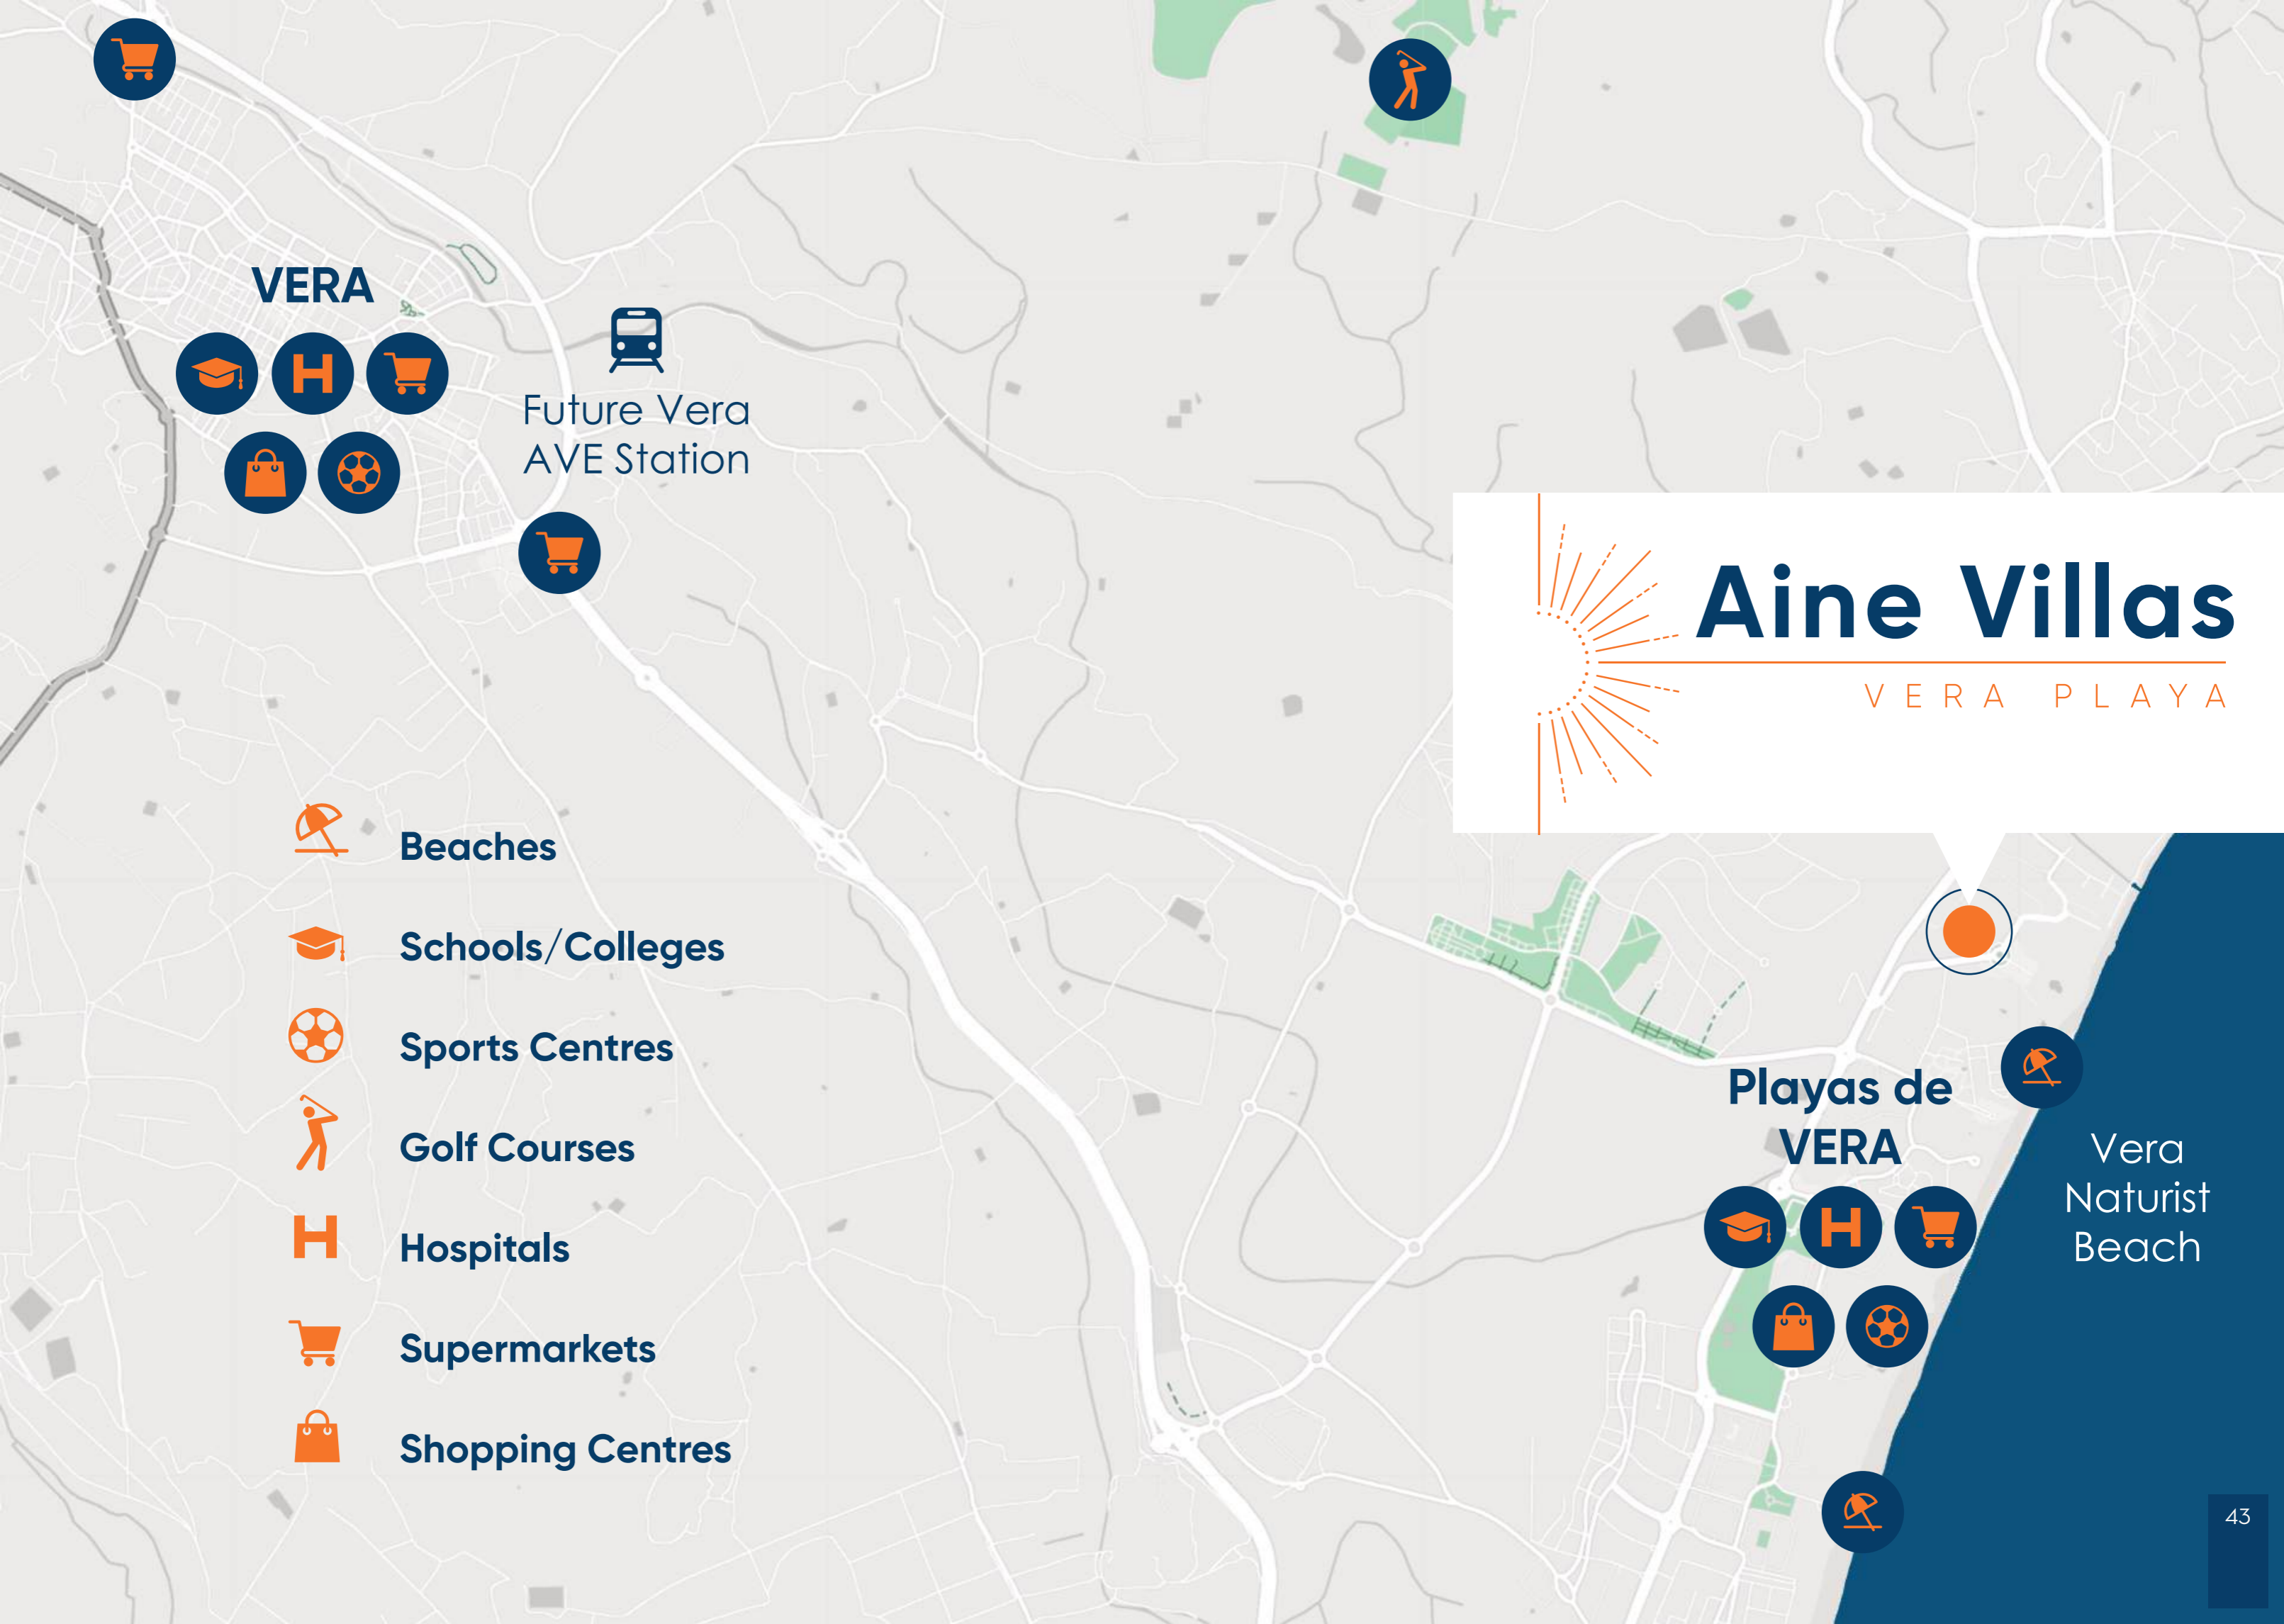 VERA
H
Future Vera
AVE Station
Aine Villas
VERA PLAYA
Beaches
Schools/Colleges
Sports Centres
Golf Courses
H
Hospitals
Supermarkets
Shopping Centres
Playas de
VERA
H
Vera
Naturist
Beach
43